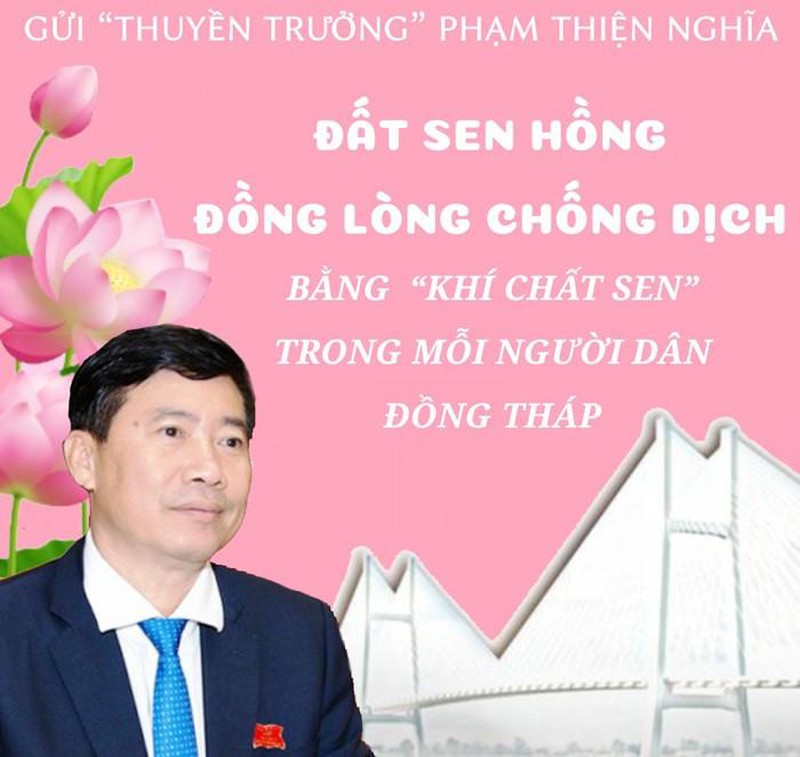 GỬI “THUYỀN TRƯỞNG” PHẠM THIỆN NGHĨA
ĐẤT SEN HỒNG
ĐỒNG LÒNG CHỐNG DỊCH
BẰNG “KHÍ CHẤT SEN”
TRONG MỖI NGƯỜI DÂN
ĐỒNG THÁP